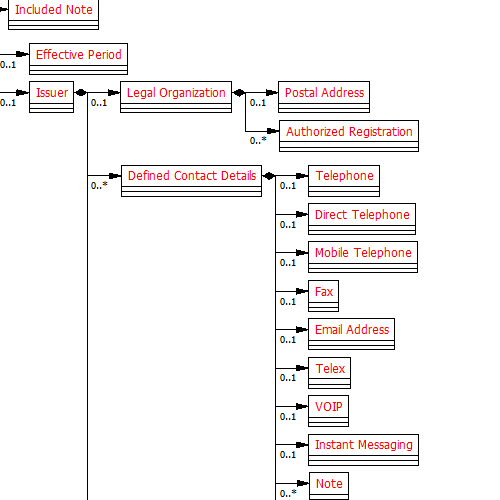 Included Note
Effective Period
0..1
Issuer
0..1
Legal Organization
0..1
Postal Address
0..1
Authorized Registration
0..*
Defined Contact Details
0..*
Telephone
0..1
Direct Telephone
0..1
Mobile Telephone
0..1
Fax
0..1
Email Address
0..1
Telex
0..1
VOIP
0..1
Instant Messaging
0..1
Note
0..*